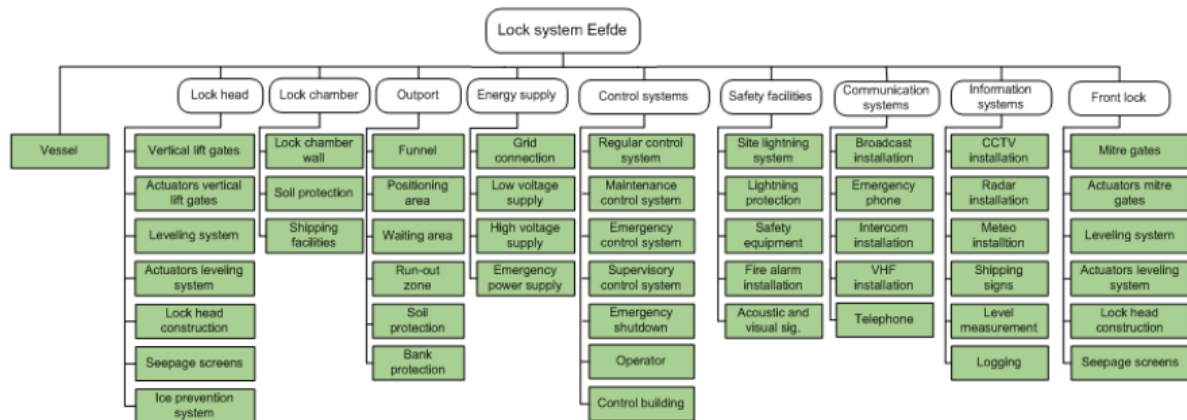 Lock system Eefde
Lock head
Lock chamber
Outport
Energy supply
Control systems
Safety facilities
Communication
systems
Information
systems
Front lock
Vessel
Vertical lift gates
Actuators vertical
lift gates
Leveling system
Actuators leveling
system
Lock head
construction
Seepage screens
Ice prevention
system
Lock chamber
wall
Soil protection
Shipping
facilities
Funnel
Positioning
area
Waiting area
Run-out
zone
Soil
protection
Bank
protection
Grid
connection
Low voltage
supply
High voltage
supply
Emergency
power supply
Regular control
system
Maintenance
control system
Emergency
control system
Supervisory
control system
Emergency
shutdown
Operator
Control building
Site lightning
system
Lightning
protection
Safety
equipment
Fire alarm
installation
Acoustic and
visual sig.
Broadcast
installation
Emergency
phone
Intercom
installation
VHF
installation
Telephone
CCTV
installation
Radar
installation
Meteo
installtion
Shipping
signs
Level
measurement
Logging
Mitre gates
Actuators mitre
gates
Leveling system
Actuators leveling
system
Lock head
construction
Seepage screens